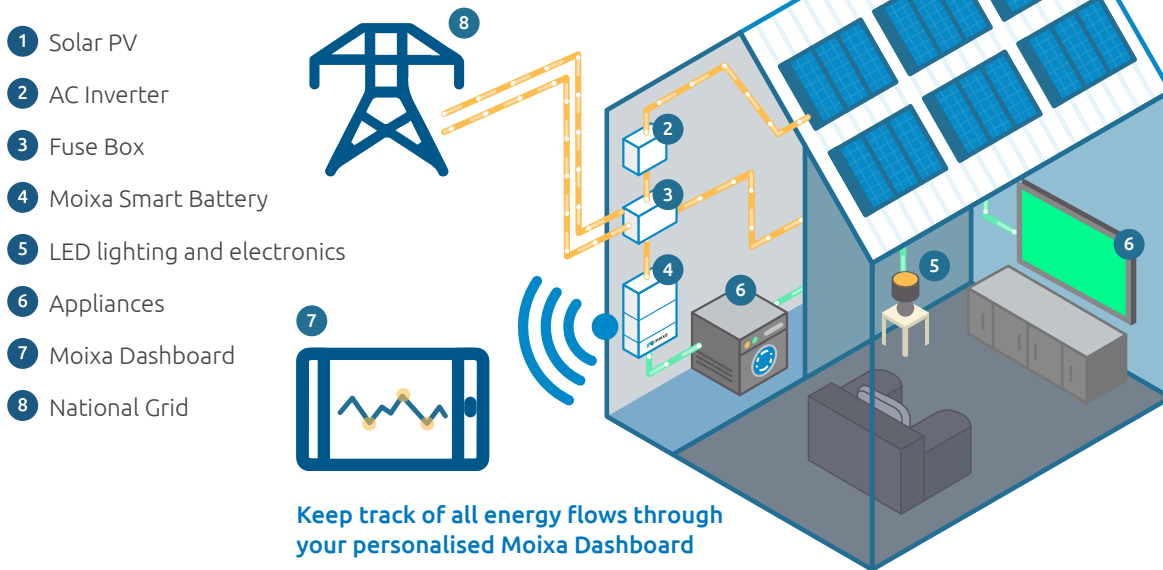 1 Solar PV
2 AC Inverter
3 Fuse Box
4 Moixa Smart Battery
5 LED lighting and electronics
6 Appliances
7 Moixa Dashboard
8 National Grid
8
2
3
4
6
5
6
7
Keep track of all energy flows through
your personalised Moixa Dashboard